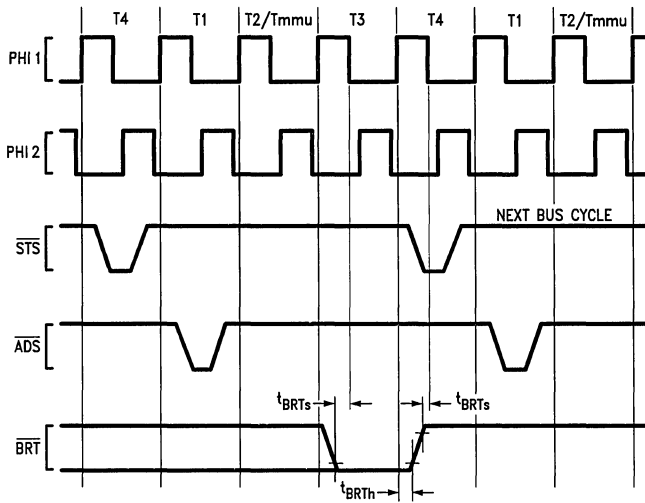 T4 T1 T2/Tmmu T3 T4 T1 T2/Tmmu
PHI 1
PHI 2
NEXT BUS CYCLE
STS
ADS
tBRTs tBRTs
BRT
tBRTh